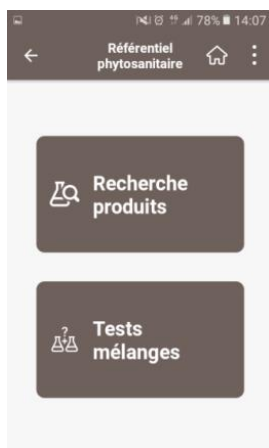 78% 14:07
Référentiel
phytosanitaire
Recherche
produits
?
Tests
mélanges